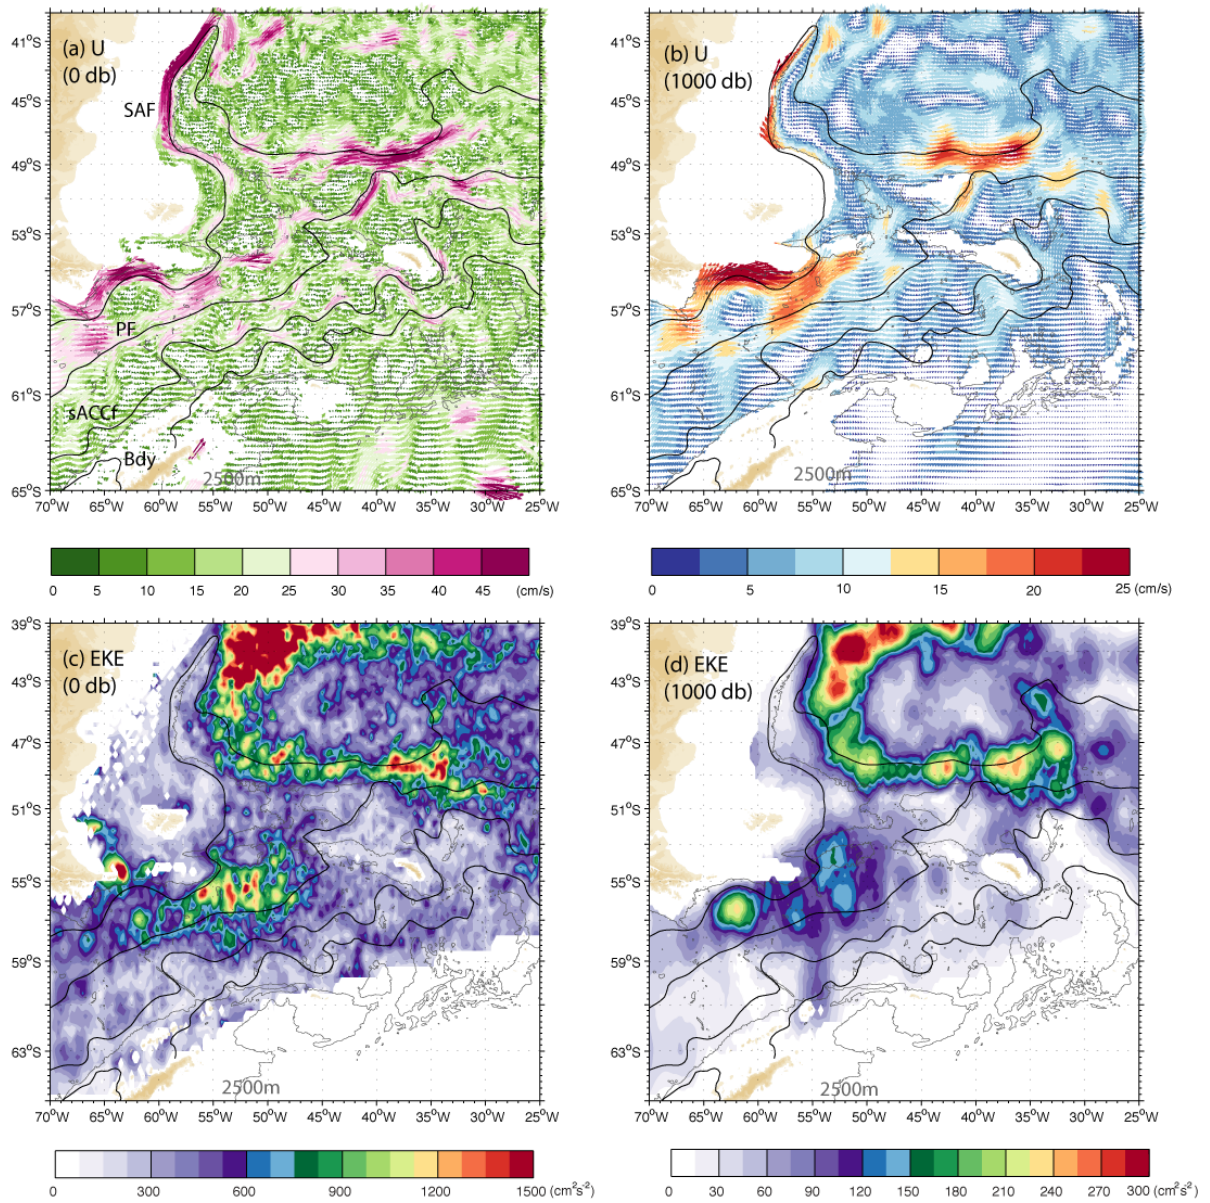 (a) U
(0 db)
SAF
PF
sACCf
Bdy
2500m
41°S
45°S
49°S
53°S
57°S
61°S
65°S
70°W 65°W 60°W 55°W 50°W 45°W 40°W 35°W 30°W 25°W
0 5 10 15 20 25 30 35 40 45 (cm/s)
(b) U
(1000 db)
2500m
41°S
45°S
49°S
53°S
57°S
61°S
65°S
70°W 65°W 60°W 55°W 50°W 45°W 40°W 35°W 30°W 25°W
0 5 10 15 20 25 (cm/s)
(c) EKE
(0 db)
2500m
39°S
43°S
47°S
51°S
55°S
59°S
63°S
70°W 65°W 60°W 55°W 50°W 45°W 40°W 35°W 30°W 25°W
0 300 600 900 1200 1500 (cm²s⁻²)
(d) EKE
(1000 db)
2500m
39°S
43°S
47°S
51°S
55°S
59°S
63°S
70°W 65°W 60°W 55°W 50°W 45°W 40°W 35°W 30°W 25°W
0 30 60 90 120 150 180 210 240 270 300 (cm²s⁻²)